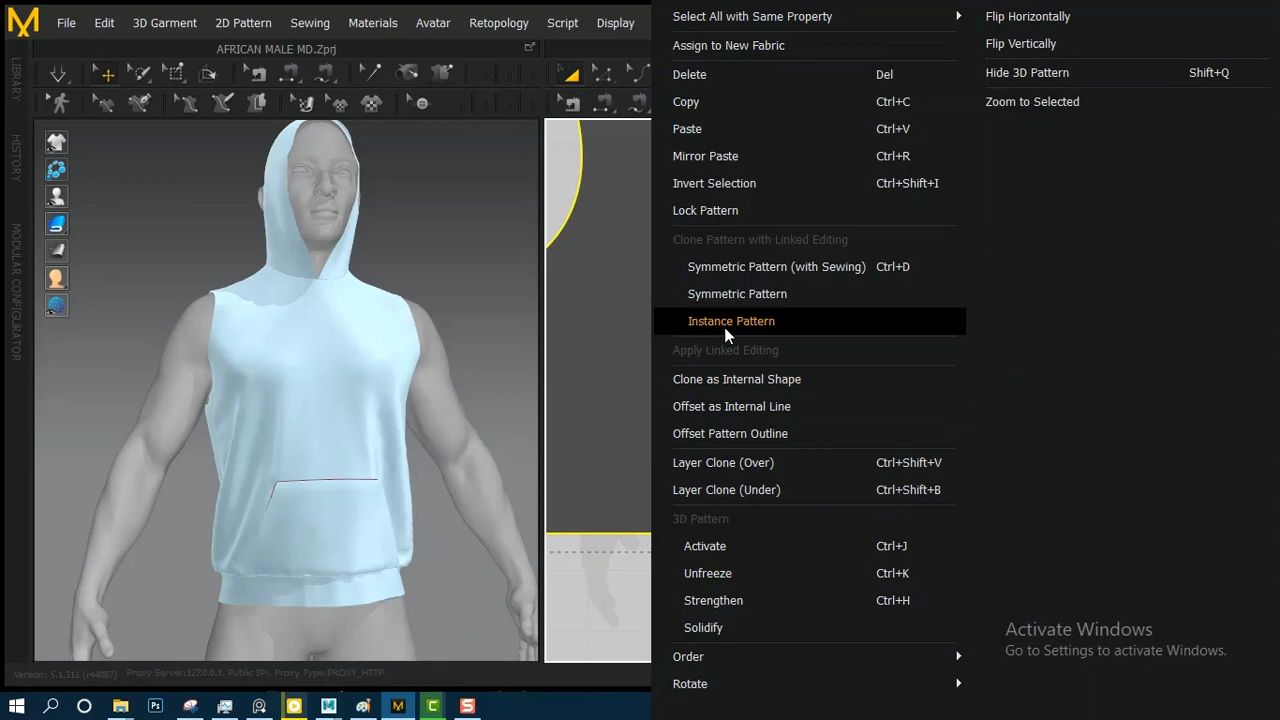 File Edit 3D Garment 2D Pattern Sewing Materials Avatar Retopology Script Display
AFRICAN MALE MD.Zprj
LIBRARY
HISTORY
MODULAR CONFIGURATOR
Select All with Same Property
Assign to New Fabric
Delete Del
Copy Ctrl+C
Paste Ctrl+V
Mirror Paste Ctrl+R
Invert Selection Ctrl+Shift+I
Lock Pattern
Clone Pattern with Linked Editing
Symmetric Pattern (with Sewing) Ctrl+D
Symmetric Pattern
Instance Pattern
Apply Linked Editing
Clone as Internal Shape
Offset as Internal Line
Offset Pattern Outline
Layer Clone (Over) Ctrl+Shift+V
Layer Clone (Under) Ctrl+Shift+B
3D Pattern
Activate Ctrl+J
Unfreeze Ctrl+K
Strengthen Ctrl+H
Solidify
Order
Rotate
Flip Horizontally
Flip Vertically
Hide 3D Pattern Shift+Q
Zoom to Selected
Activate Windows
Go to Settings to activate Windows.
Version: 5.1.311 (r44087) Proxy Server:127.0.0.1, Public IPs, Proxy Type:PROXY_HTTP